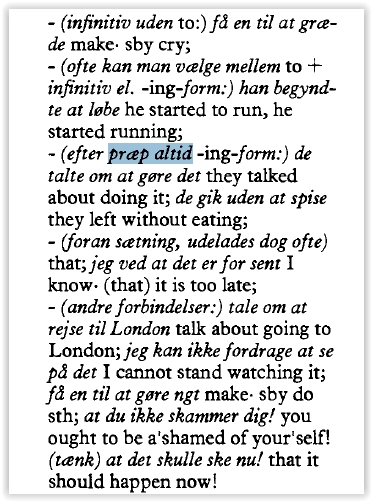 - (infinitiv uden to:) få en til at græ-
de make· sby cry;
- (ofte kan man vælge mellem to +
infinitiv el. -ing-form:) han begynd-
te at løbe he started to run, he
started running;
- (efter præp altid -ing-form:) de
talte om at gøre det they talked
about doing it; de gik uden at spise
they left without eating;
- (foran sætning, udelades dog ofte)
that; jeg ved at det er for sent I
know· (that) it is too late;
- (andre forbindelser:) tale om at
rejse til London talk about going to
London; jeg kan ikke fordrage at se
på det I cannot stand watching it;
få en til at gøre ngt make· sby do
sth; at du ikke skammer dig! you
ought to be a'shamed of your'self!
(tænk) at det skulle ske nu! that it
should happen now!